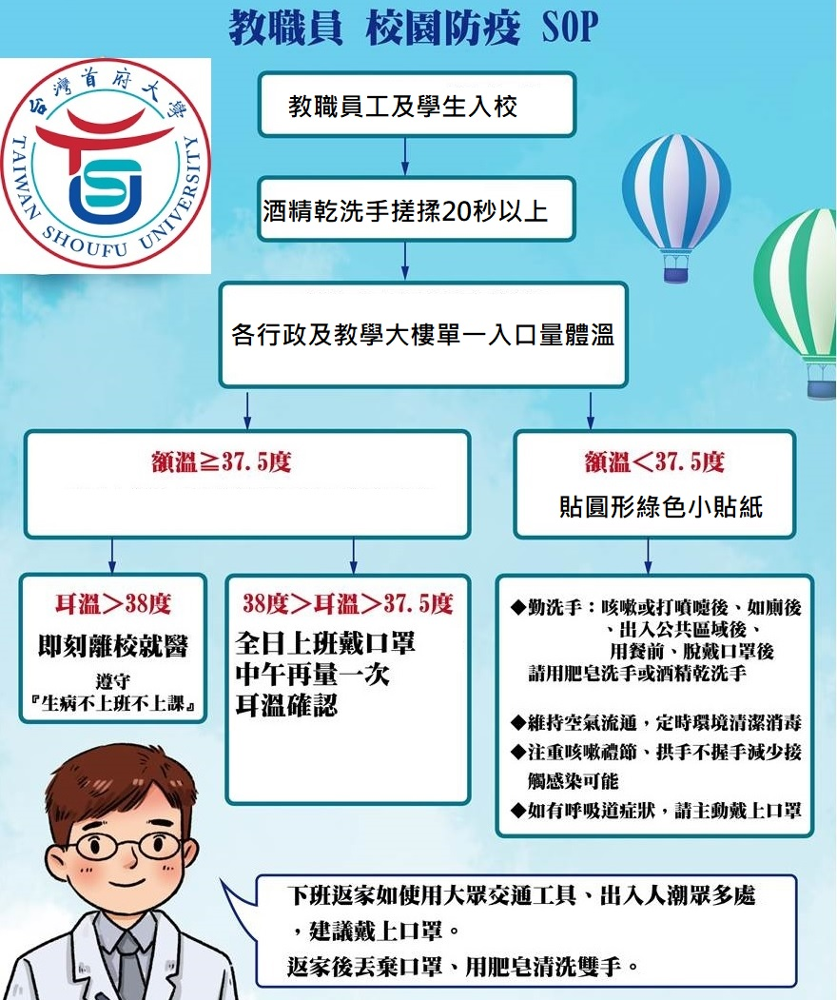 教職員 校園防疫 SOP
台灣首府大學
TAIWAN SHOUFU UNIVERSITY
TSU
教職員工及學生入校
酒精乾洗手搓揉20秒以上
各行政及教學大樓單一入口量體溫
額溫≧37.5度
額溫＜37.5度
貼圓形綠色小貼紙
耳溫＞38度
即刻離校就醫
遵守
『生病不上班不上課』
38度＞耳溫＞37.5度
全日上班戴口罩
中午再量一次
耳溫確認
◆勤洗手：咳嗽或打噴嚏後、如廁後
、出入公共區域後、
用餐前、脫戴口罩後
請用肥皂洗手或酒精乾洗手
◆維持空氣流通，定時環境清潔消毒
◆注重咳嗽禮節、拱手不握手減少接
觸感染可能
◆如有呼吸道症狀，請主動戴上口罩
下班返家如使用大眾交通工具、出入人潮眾多處
，建議戴上口罩。
返家後丟棄口罩、用肥皂清洗雙手。